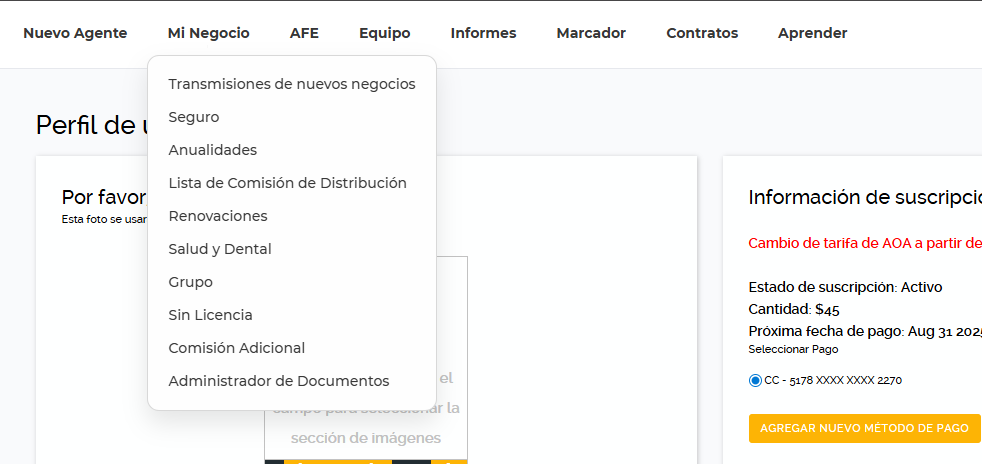 Nuevo Agente Mi Negocio AFE Equipo Informes Marcador Contratos Aprender
Transmisiones de nuevos negocios
Seguro
Anualidades
Lista de Comisión de Distribución
Renovaciones
Salud y Dental
Grupo
Sin Licencia
Comisión Adicional
Administrador de Documentos
Perfil de
Por favor
Esta foto se usar
el
campo para seleccionar la
sección de imágenes
Información de suscripció
Cambio de tarifa de AOA a partir de
Estado de suscripción: Activo
Cantidad: $45
Próxima fecha de pago: Aug 31 2025
Seleccionar Pago
CC - 5178 XXXX XXXX 2270
AGREGAR NUEVO MÉTODO DE PAGO